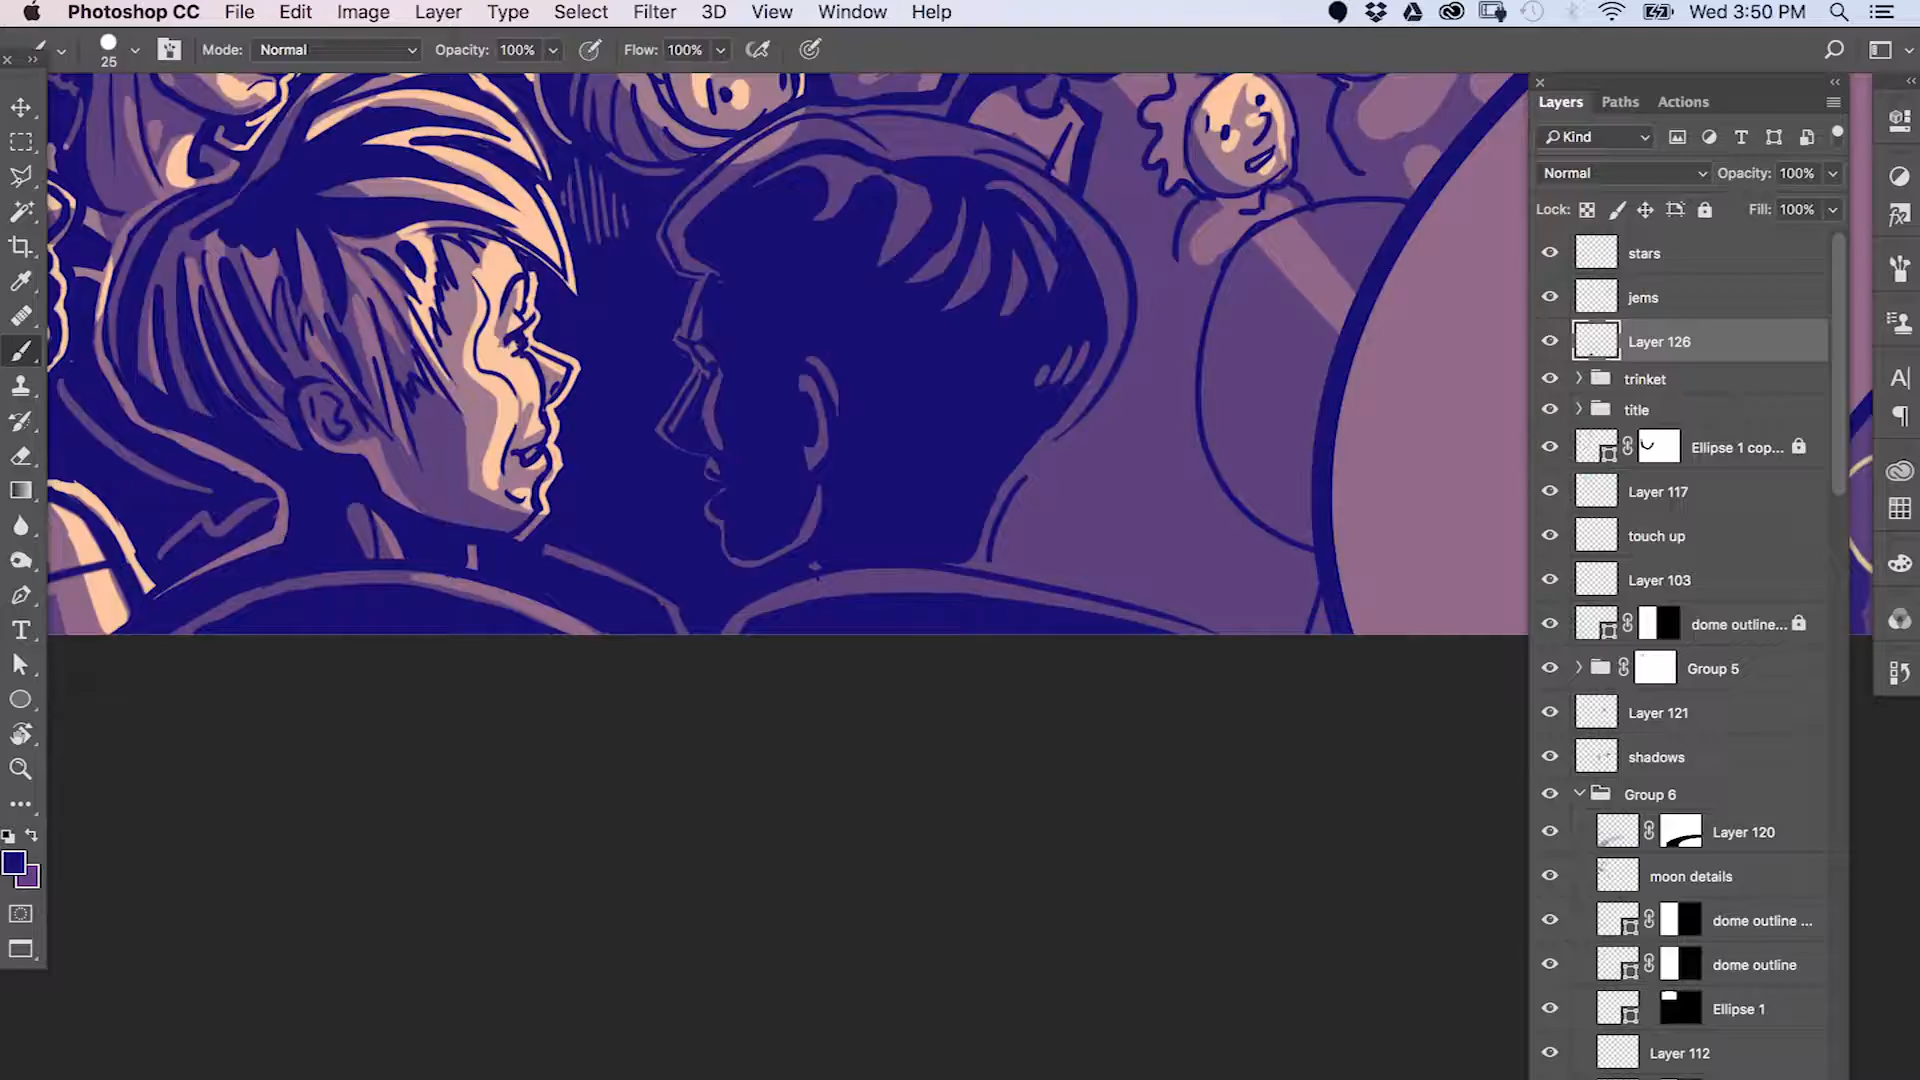 Photoshop CC File Edit Image Layer Type Select Filter 3D View Window Help Wed 3:50 PM
25 Mode: Normal Opacity: 100% Flow: 100%
Layers Paths Actions
Kind
Normal Opacity: 100%
Lock: Fill: 100%
stars
jems
Layer 126
trinket
title
Ellipse 1 cop...
Layer 117
touch up
Layer 103
dome outline...
Group 5
Layer 121
shadows
Group 6
Layer 120
moon details
dome outline ...
dome outline
Ellipse 1
Layer 112